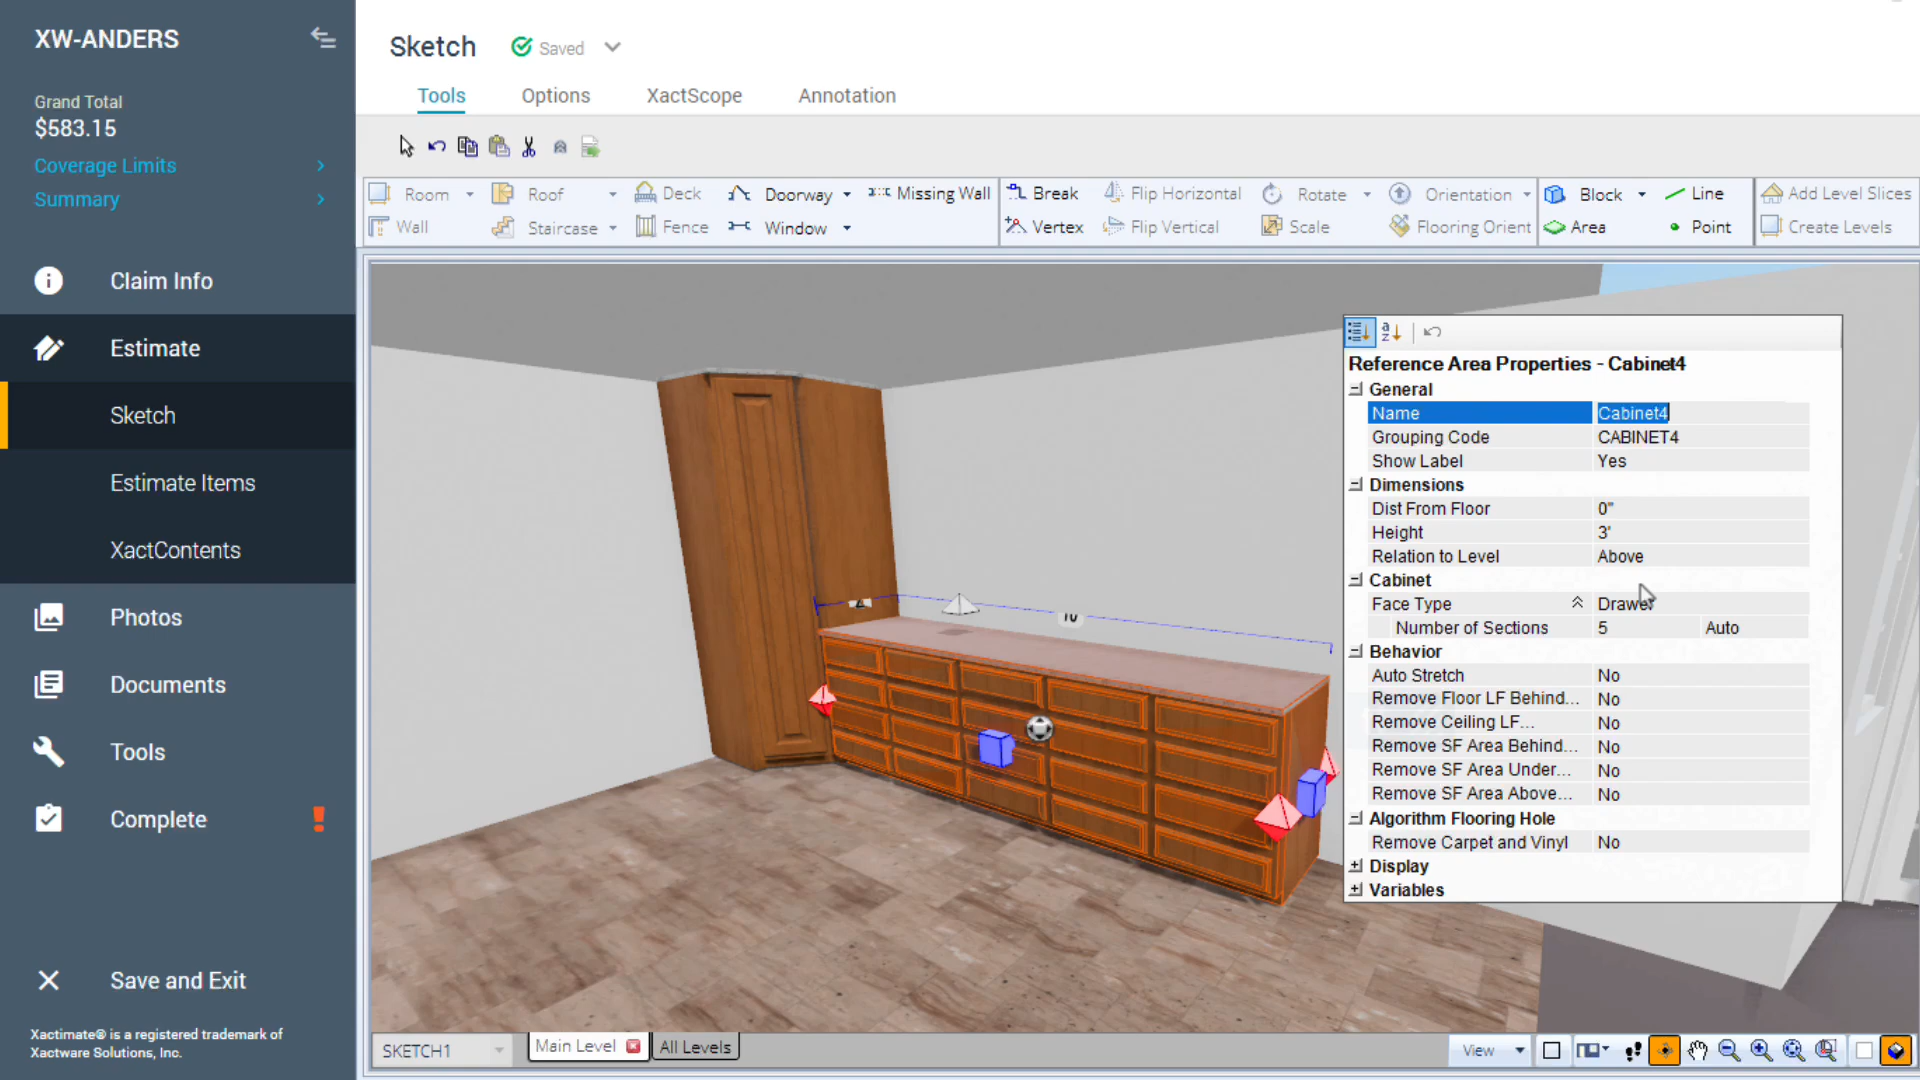 XW-ANDERS
Grand Total
$583.15
Coverage Limits
Summary
Claim Info
Estimate
Sketch
Estimate Items
XactContents
Photos
Documents
Tools
Complete
Save and Exit
Xactimate® is a registered trademark of
Xactware Solutions, Inc.
Sketch Saved
Tools Options XactScope Annotation
Room Roof Deck Doorway Missing Wall Break Flip Horizontal Rotate Orientation Block Line Add Level Slices
Wall Staircase Fence Window Vertex Flip Vertical Scale Flooring Orient Area Point Create Levels
Reference Area Properties - Cabinet4
General
Name Cabinet4
Grouping Code CABINET4
Show Label Yes
Dimensions
Dist From Floor 0"
Height 3'
Relation to Level Above
Cabinet
Face Type Drawer
Number of Sections 5 Auto
Behavior
Auto Stretch No
Remove Floor LF Behind... No
Remove Ceiling LF... No
Remove SF Area Behind... No
Remove SF Area Under... No
Remove SF Area Above... No
Algorithm Flooring Hole
Remove Carpet and Vinyl No
Display
Variables
SKETCH1 Main Level All Levels
View